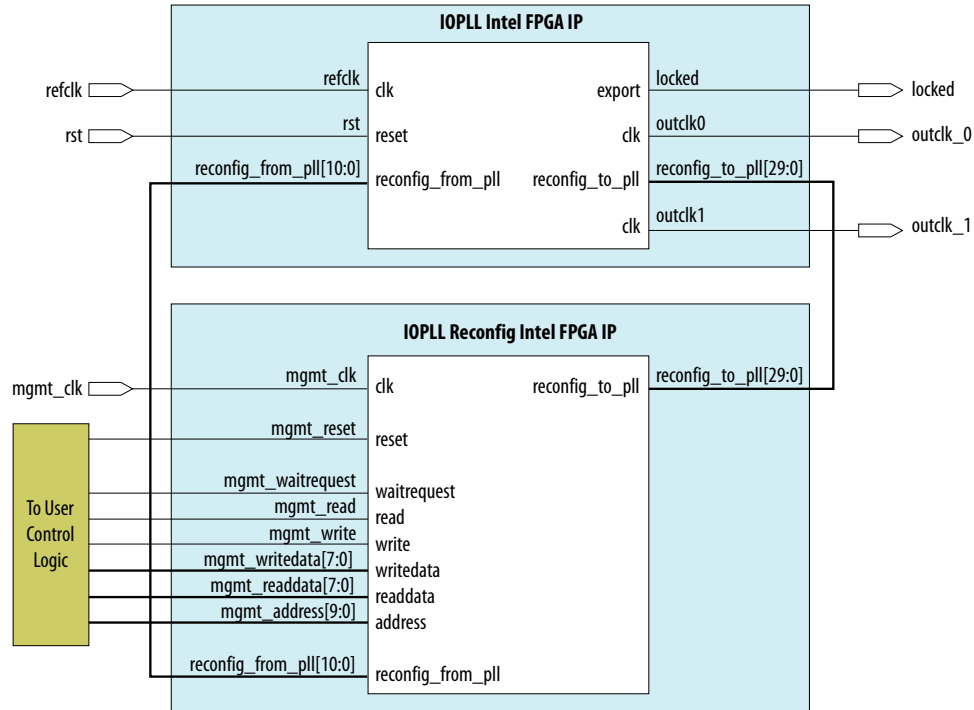 IOPLL Intel FPGA IP
refclk
refclk
clk
export
locked
locked
rst
rst
reset
clk
outclk0
outclk_0
reconfig_from_pll[10:0]
reconfig_from_pll
reconfig_to_pll
reconfig_to_pll[29:0]
clk
outclk1
outclk_1
IOPLL Reconfig Intel FPGA IP
mgmt_clk
mgmt_clk
clk
reconfig_to_pll
reconfig_to_pll[29:0]
mgmt_reset
reset
To User
Control
Logic
mgmt_waitrequest
waitrequest
mgmt_read
read
mgmt_write
write
mgmt_writedata[7:0]
writedata
mgmt_readdata[7:0]
readdata
mgmt_address[9:0]
address
reconfig_from_pll[10:0]
reconfig_from_pll